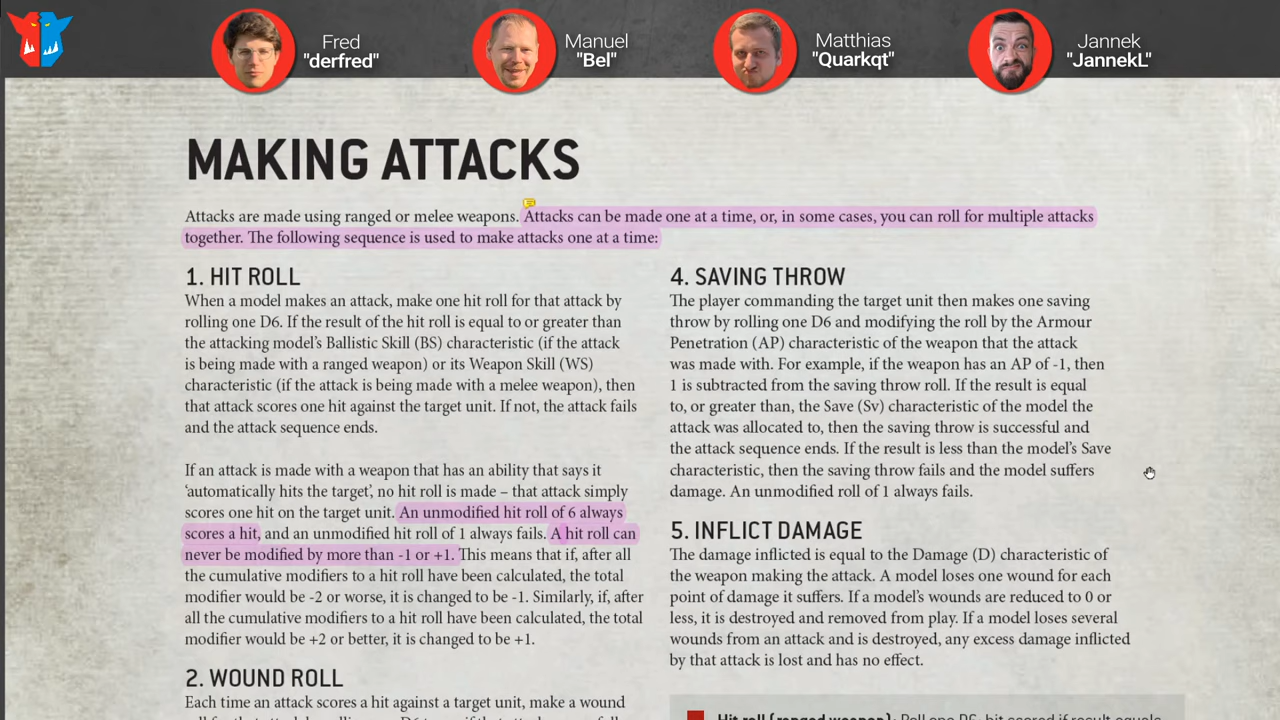 Fred
"derfred"
Manuel
"Bel"
Matthias
"Quarkqt"
Jannek
"JannekL"
MAKING ATTACKS
Attacks are made using ranged or melee weapons. Attacks can be made one at a time, or, in some cases, you can roll for multiple attacks
together. The following sequence is used to make attacks one at a time:
1. HIT ROLL
When a model makes an attack, make one hit roll for that attack by
rolling one D6. If the result of the hit roll is equal to or greater than
the attacking model's Ballistic Skill (BS) characteristic (if the attack
is being made with a ranged weapon) or its Weapon Skill (WS)
characteristic (if the attack is being made with a melee weapon), then
that attack scores one hit against the target unit. If not, the attack fails
and the attack sequence ends.
If an attack is made with a weapon that has an ability that says it
'automatically hits the target', no hit roll is made – that attack simply
scores one hit on the target unit. An unmodified hit roll of 6 always
scores a hit, and an unmodified hit roll of 1 always fails. A hit roll can
never be modified by more than -1 or +1. This means that if, after all
the cumulative modifiers to a hit roll have been calculated, the total
modifier would be -2 or worse, it is changed to be -1. Similarly, if, after
all the cumulative modifiers to a hit roll have been calculated, the total
modifier would be +2 or better, it is changed to be +1.
2. WOUND ROLL
Each time an attack scores a hit against a target unit, make a wound
4. SAVING THROW
The player commanding the target unit then makes one saving
throw by rolling one D6 and modifying the roll by the Armour
Penetration (AP) characteristic of the weapon that the attack
was made with. For example, if the weapon has an AP of -1, then
1 is subtracted from the saving throw roll. If the result is equal
to, or greater than, the Save (Sv) characteristic of the model the
attack was allocated to, then the saving throw is successful and
the attack sequence ends. If the result is less than the model's Save
characteristic, then the saving throw fails and the model suffers
damage. An unmodified roll of 1 always fails.
5. INFLICT DAMAGE
The damage inflicted is equal to the Damage (D) characteristic of
the weapon making the attack. A model loses one wound for each
point of damage it suffers. If a model's wounds are reduced to 0 or
less, it is destroyed and removed from play. If a model loses several
wounds from an attack and is destroyed, any excess damage inflicted
by that attack is lost and has no effect.
Hit roll (ranged weapon): Roll one D6, hit scored if result equals